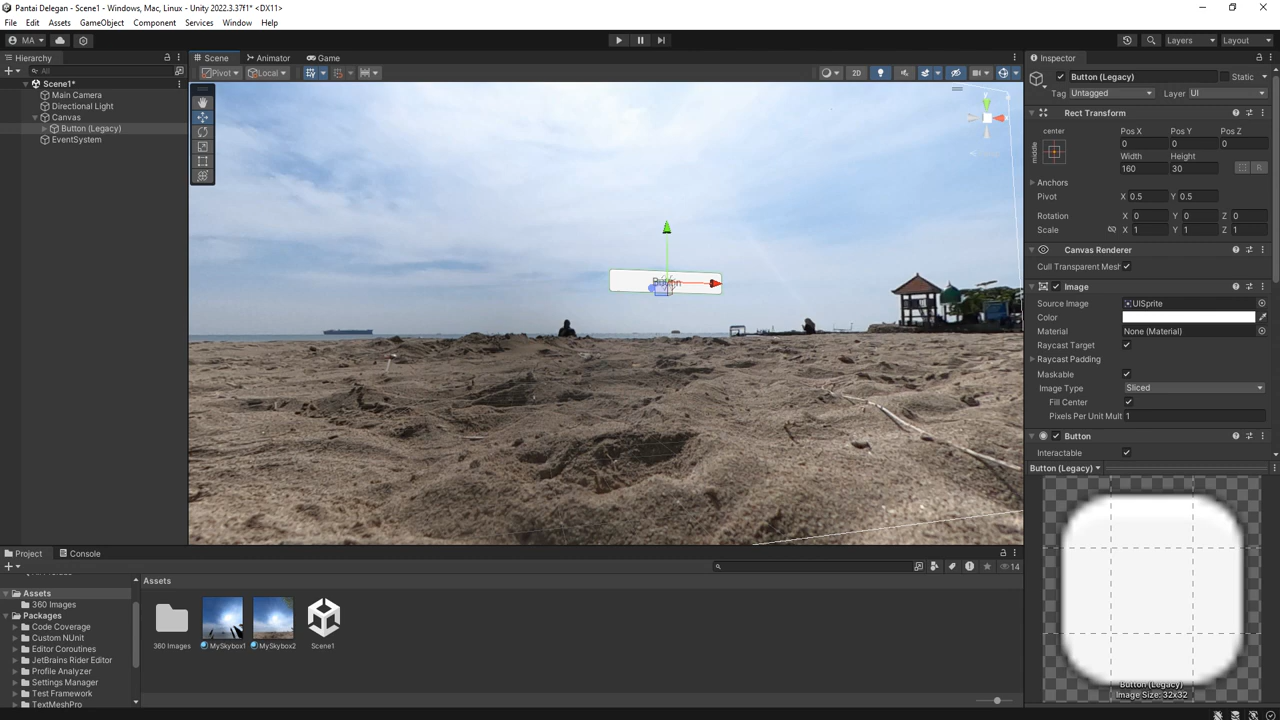 Pantai Delegan - Scene1 - Windows, Mac, Linux - Unity 2022.3.37f1* <DX11>
File Edit Assets GameObject Component Services Window Help
MA Layers Layout
Hierarchy Scene Animator Game Inspector
All Pivot Local 2D Button (Legacy) Static
Scene1* Tag Untagged Layer UI
Main Camera
Directional Light
Canvas
Button (Legacy)
EventSystem
Button
Rect Transform
center
middle
Pos X Pos Y Pos Z
0 0 0
Width Height
160 30
R
Anchors
Pivot X 0.5 Y 0.5
Rotation X 0 Y 0 Z 0
Scale X 1 Y 1 Z 1
Canvas Renderer
Cull Transparent Mesh
Image
Source Image UISprite
Color
Material None (Material)
Raycast Target
Raycast Padding
Maskable
Image Type Sliced
Fill Center
Pixels Per Unit Mult 1
Button
Interactable
Button (Legacy)
Button (Legacy)
Image Size: 32x32
Project Console
14
Assets
360 Images
Packages
Code Coverage
Custom NUnit
Editor Coroutines
JetBrains Rider Editor
Profile Analyzer
Settings Manager
Test Framework
TextMeshPro
Assets
360 Images MySkybox1 MySkybox2 Scene1